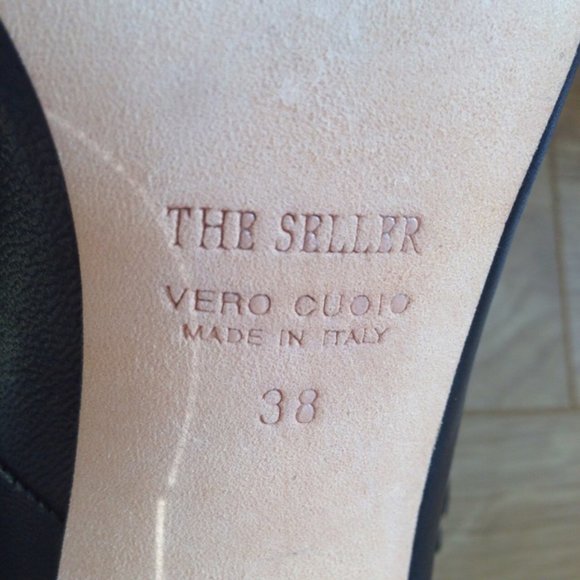 THE SELLER
VERO CUOIO
MADE IN ITALY
38